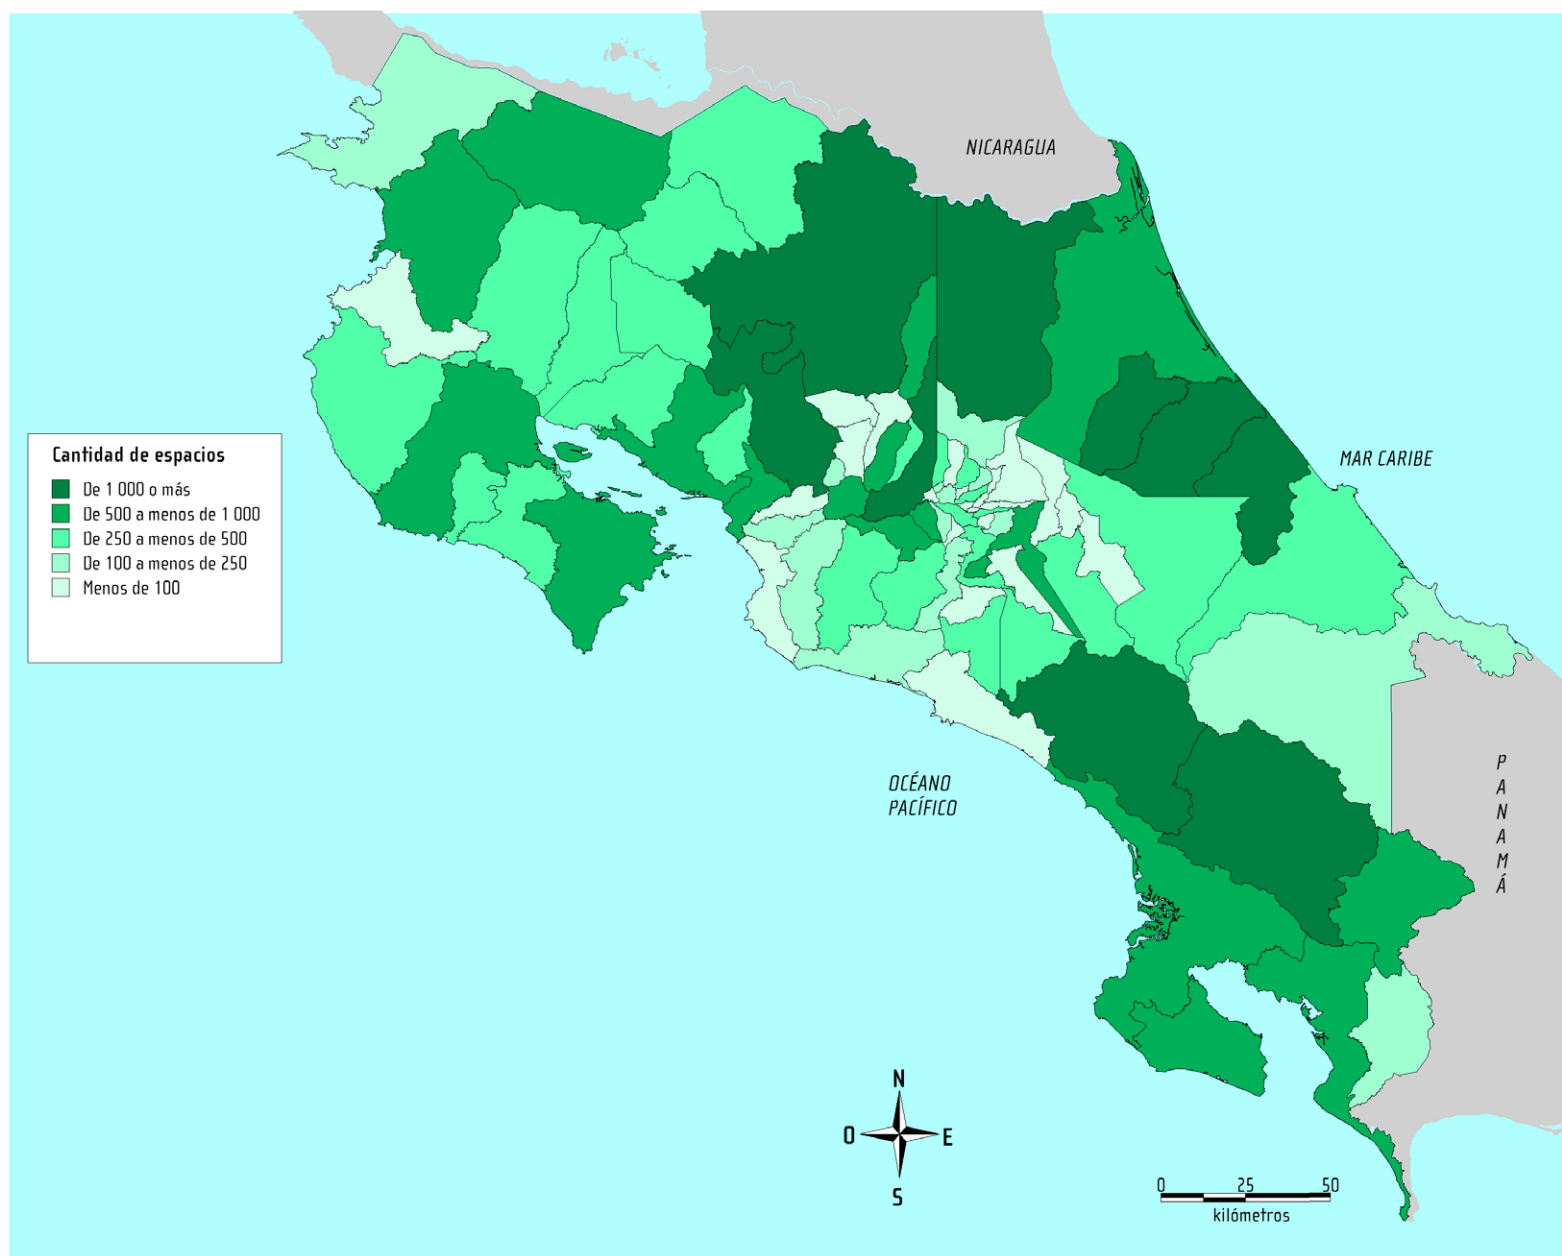 NICARAGUA
MAR CARIBE
Cantidad de espacios
De 1 000 o más
De 500 a menos de 1 000
De 250 a menos de 500
De 100 a menos de 250
Menos de 100
OCÉANO
PACÍFICO
P
A
N
A
M
Á
N
O
E
S
0 25 50
kilómetros